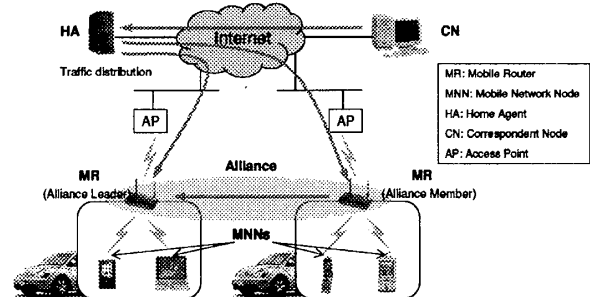 HA
Internet
CN
Traffic distribution
MR: Mobile Router
MNN: Mobile Network Node
HA: Home Agent
CN: Correspondent Node
AP: Access Point
AP
AP
MR
(Alliance Leader)
Alliance
MR
(Alliance Member)
MNNs